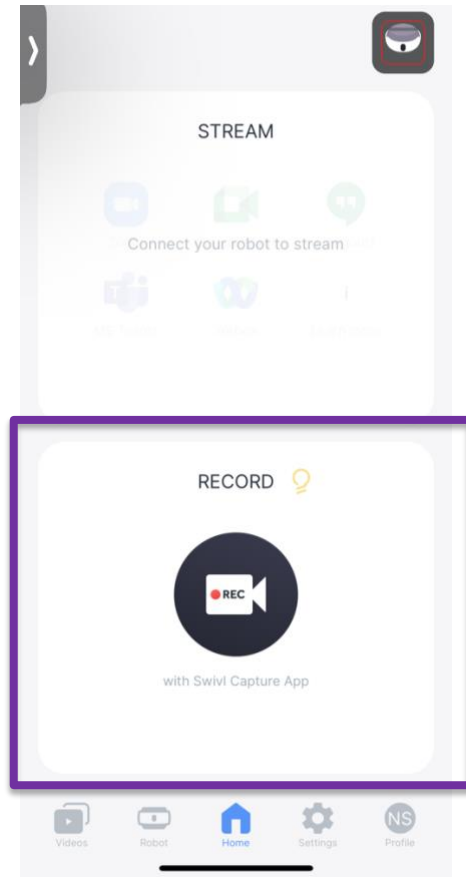 STREAM
Connect your robot to stream
RECORD
REC
with Swivl Capture App
NS
Videos Robot Home Settings Profile